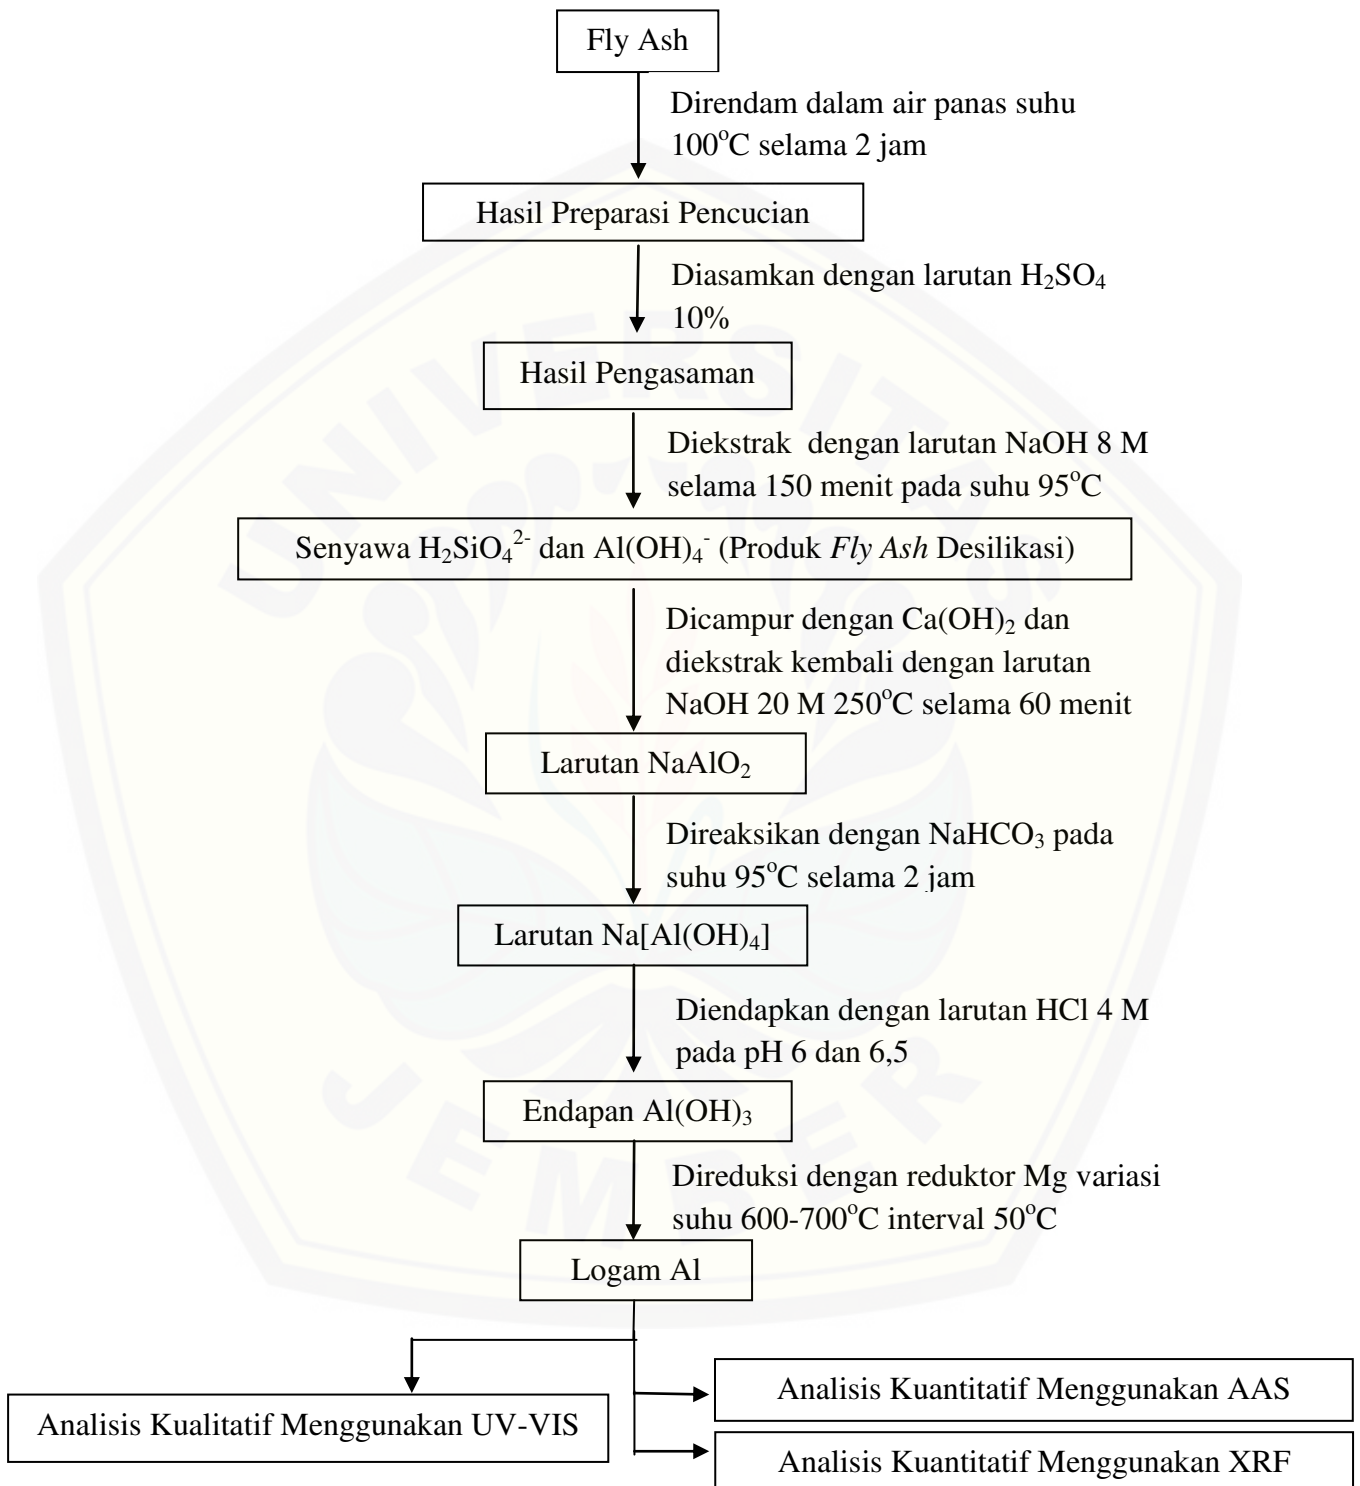 Fly Ash
Direndam dalam air panas suhu
100°C selama 2 jam
Hasil Preparasi Pencucian
Diasamkan dengan larutan H₂SO₄
10%
Hasil Pengasaman
Diekstrak dengan larutan NaOH 8 M
selama 150 menit pada suhu 95°C
Senyawa H₂SiO₄²⁻ dan Al(OH)₄⁻ (Produk Fly Ash Desilikasi)
Dicampur dengan Ca(OH)₂ dan
diekstrak kembali dengan larutan
NaOH 20 M 250°C selama 60 menit
Larutan NaAlO₂
Direaksikan dengan NaHCO₃ pada
suhu 95°C selama 2 jam
Larutan Na[Al(OH)₄]
Diendapkan dengan larutan HCl 4 M
pada pH 6 dan 6,5
Endapan Al(OH)₃
Direduksi dengan reduktor Mg variasi
suhu 600-700°C interval 50°C
Logam Al
Analisis Kuantitatif Menggunakan AAS
Analisis Kualitatif Menggunakan UV-VIS
Analisis Kuantitatif Menggunakan XRF
UNIVERSITAS
JEMBER